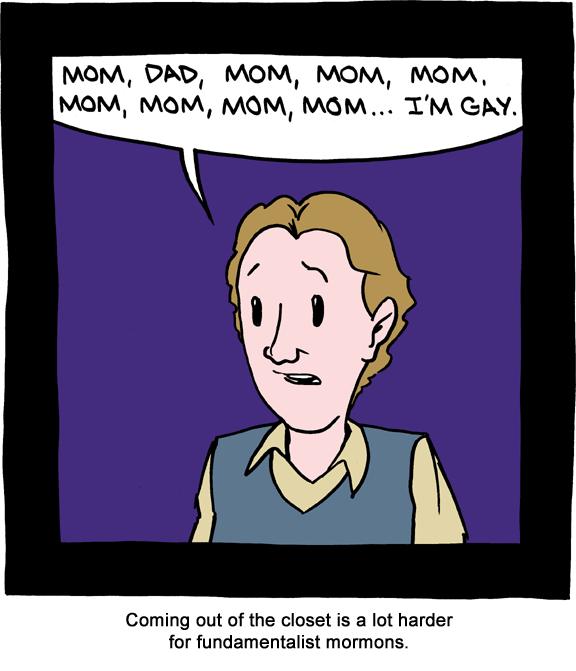 MOM, DAD, MOM, MOM, MOM,
MOM, MOM, MOM, MOM... I'M GAY.
Coming out of the closet is a lot harder
for fundamentalist mormons.